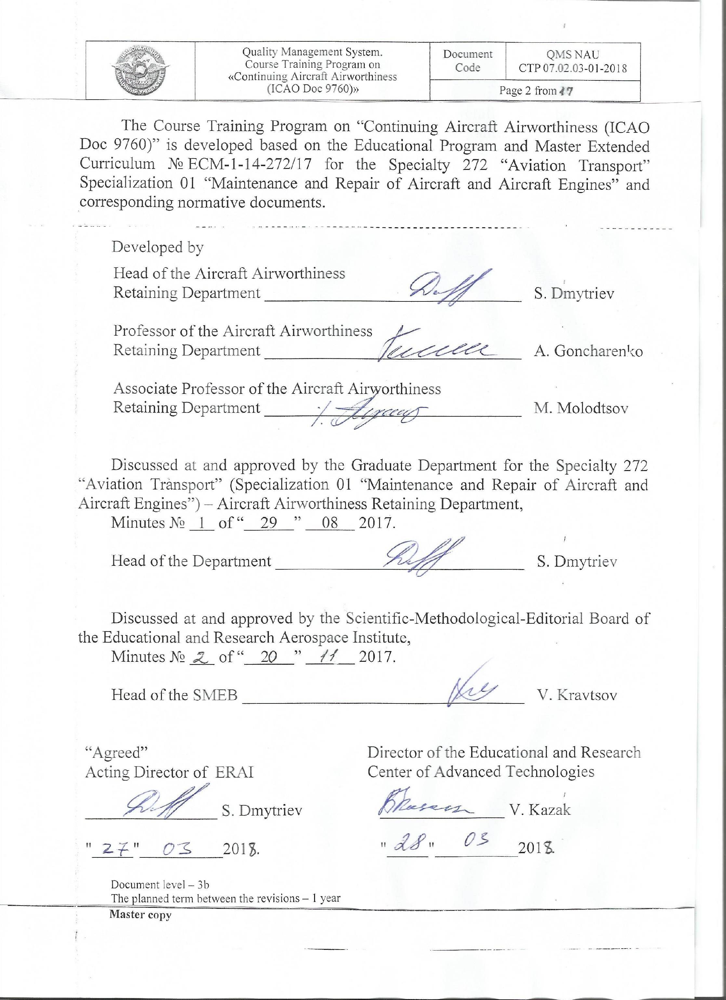 НАЦІОНАЛЬНИЙ
АВІАЦІЙНИЙ УНІВЕРСИТЕТ
Quality Management System.
Course Training Program on
«Continuing Aircraft Airworthiness
(ICAO Doc 9760)»
Document
Code
QMS NAU
CTP 07.02.03-01-2018
Page 2 from 17
The Course Training Program on “Continuing Aircraft Airworthiness (ICAO
Doc 9760)” is developed based on the Educational Program and Master Extended
Curriculum № ECM-1-14-272/17 for the Specialty 272 “Aviation Transport”
Specialization 01 “Maintenance and Repair of Aircraft and Aircraft Engines” and
corresponding normative documents.
Developed by
Head of the Aircraft Airworthiness
Retaining Department S. Dmytriev
Professor of the Aircraft Airworthiness
Retaining Department A. Goncharenko
Associate Professor of the Aircraft Airworthiness
Retaining Department M. Molodtsov
Discussed at and approved by the Graduate Department for the Specialty 272
“Aviation Transport” (Specialization 01 “Maintenance and Repair of Aircraft and
Aircraft Engines”) – Aircraft Airworthiness Retaining Department,
Minutes № 1 of “ 29 ” 08 2017.
Head of the Department S. Dmytriev
Discussed at and approved by the Scientific-Methodological-Editorial Board of
the Educational and Research Aerospace Institute,
Minutes № 2 of “ 20 ” 11 2017.
Head of the SMEB V. Kravtsov
“Agreed”
Acting Director of ERAI
S. Dmytriev
" 27 " 03 2018.
Director of the Educational and Research
Center of Advanced Technologies
V. Kazak
" 28 " 03 2018.
Document level – 3b
The planned term between the revisions – 1 year
Master copy